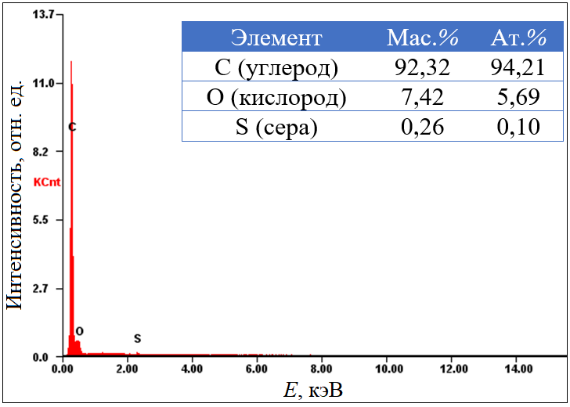 13.7
Элемент Мас.% Ат.%
C (углерод) 92,32 94,21
O (кислород) 7,42 5,69
S (сера) 0,26 0,10
11.0
C
8.2
KCnt
5.5
2.7
O
S
0.0
0.00 2.00 4.00 6.00 8.00 10.00 12.00 14.00
Интенсивность, отн. ед.
E, кэВ